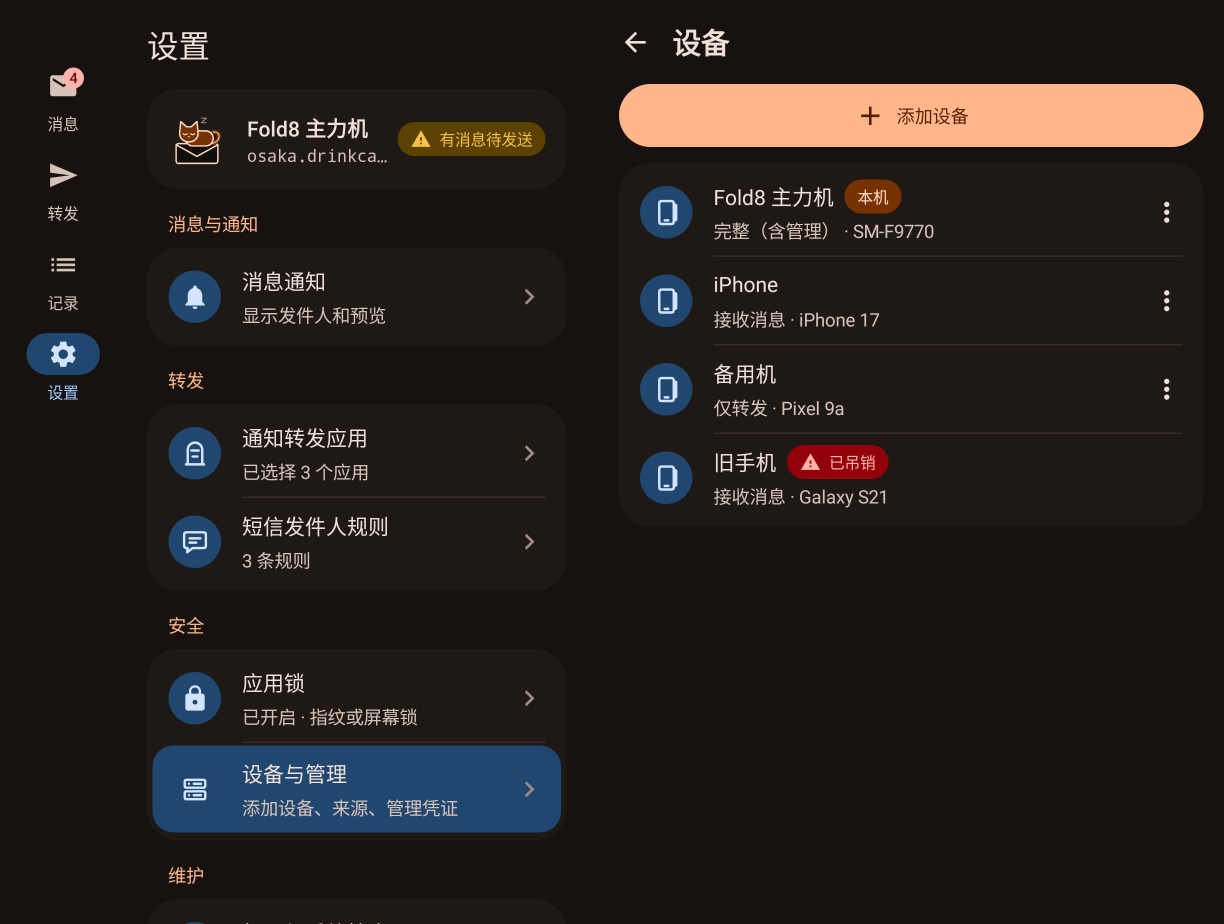 4
消息
转发
记录
设置
设置
z
Fold8 主力机
osaka.drinkca…
有消息待发送
消息与通知
消息通知
显示发件人和预览
转发
通知转发应用
已选择 3 个应用
短信发件人规则
3 条规则
安全
应用锁
已开启 · 指纹或屏幕锁
设备与管理
添加设备、来源、管理凭证
维护
设备
添加设备
Fold8 主力机 本机
完整（含管理） · SM-F9770
iPhone
接收消息 · iPhone 17
备用机
仅转发 · Pixel 9a
旧手机 已吊销
接收消息 · Galaxy S21